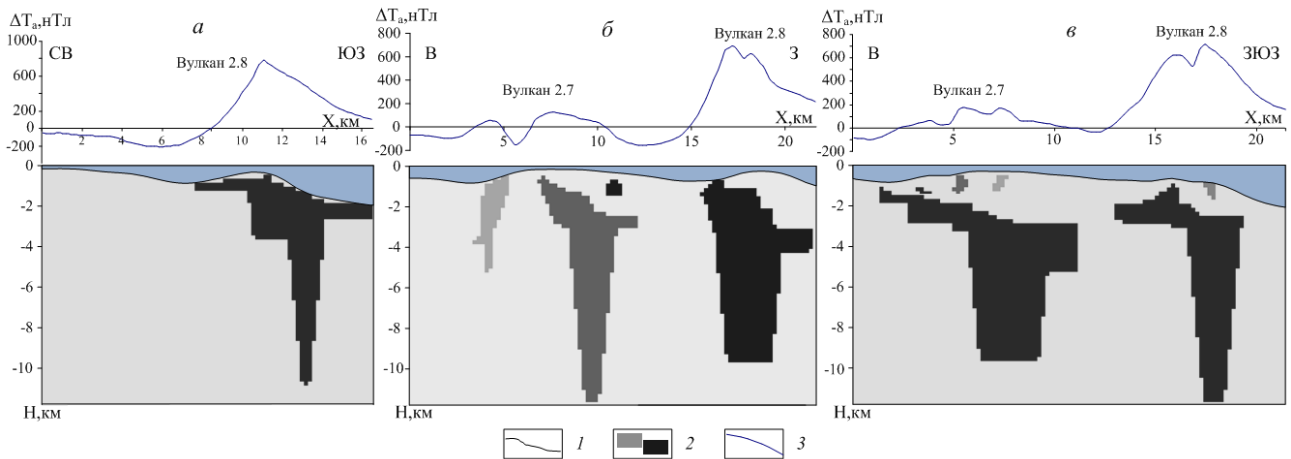 ΔTₐ,нТл а
1000
СВ ЮЗ
Вулкан 2.8
600
200
0
-200
2 4 6 8 10 12 14 16
X,км
0
-2
-4
-6
-8
-10
Н,км
ΔTₐ,нТл б
800
В З
Вулкан 2.8
600
400
Вулкан 2.7
200
0
-200
5 10 15 20
X,км
0
-2
-4
-6
-8
-10
Н,км
ΔTₐ,нТл в
800
В ЗЮЗ
Вулкан 2.8
600
400
Вулкан 2.7
200
0
-200
5 10 15 20
X,км
0
-2
-4
-6
-8
-10
Н,км
1 2 3